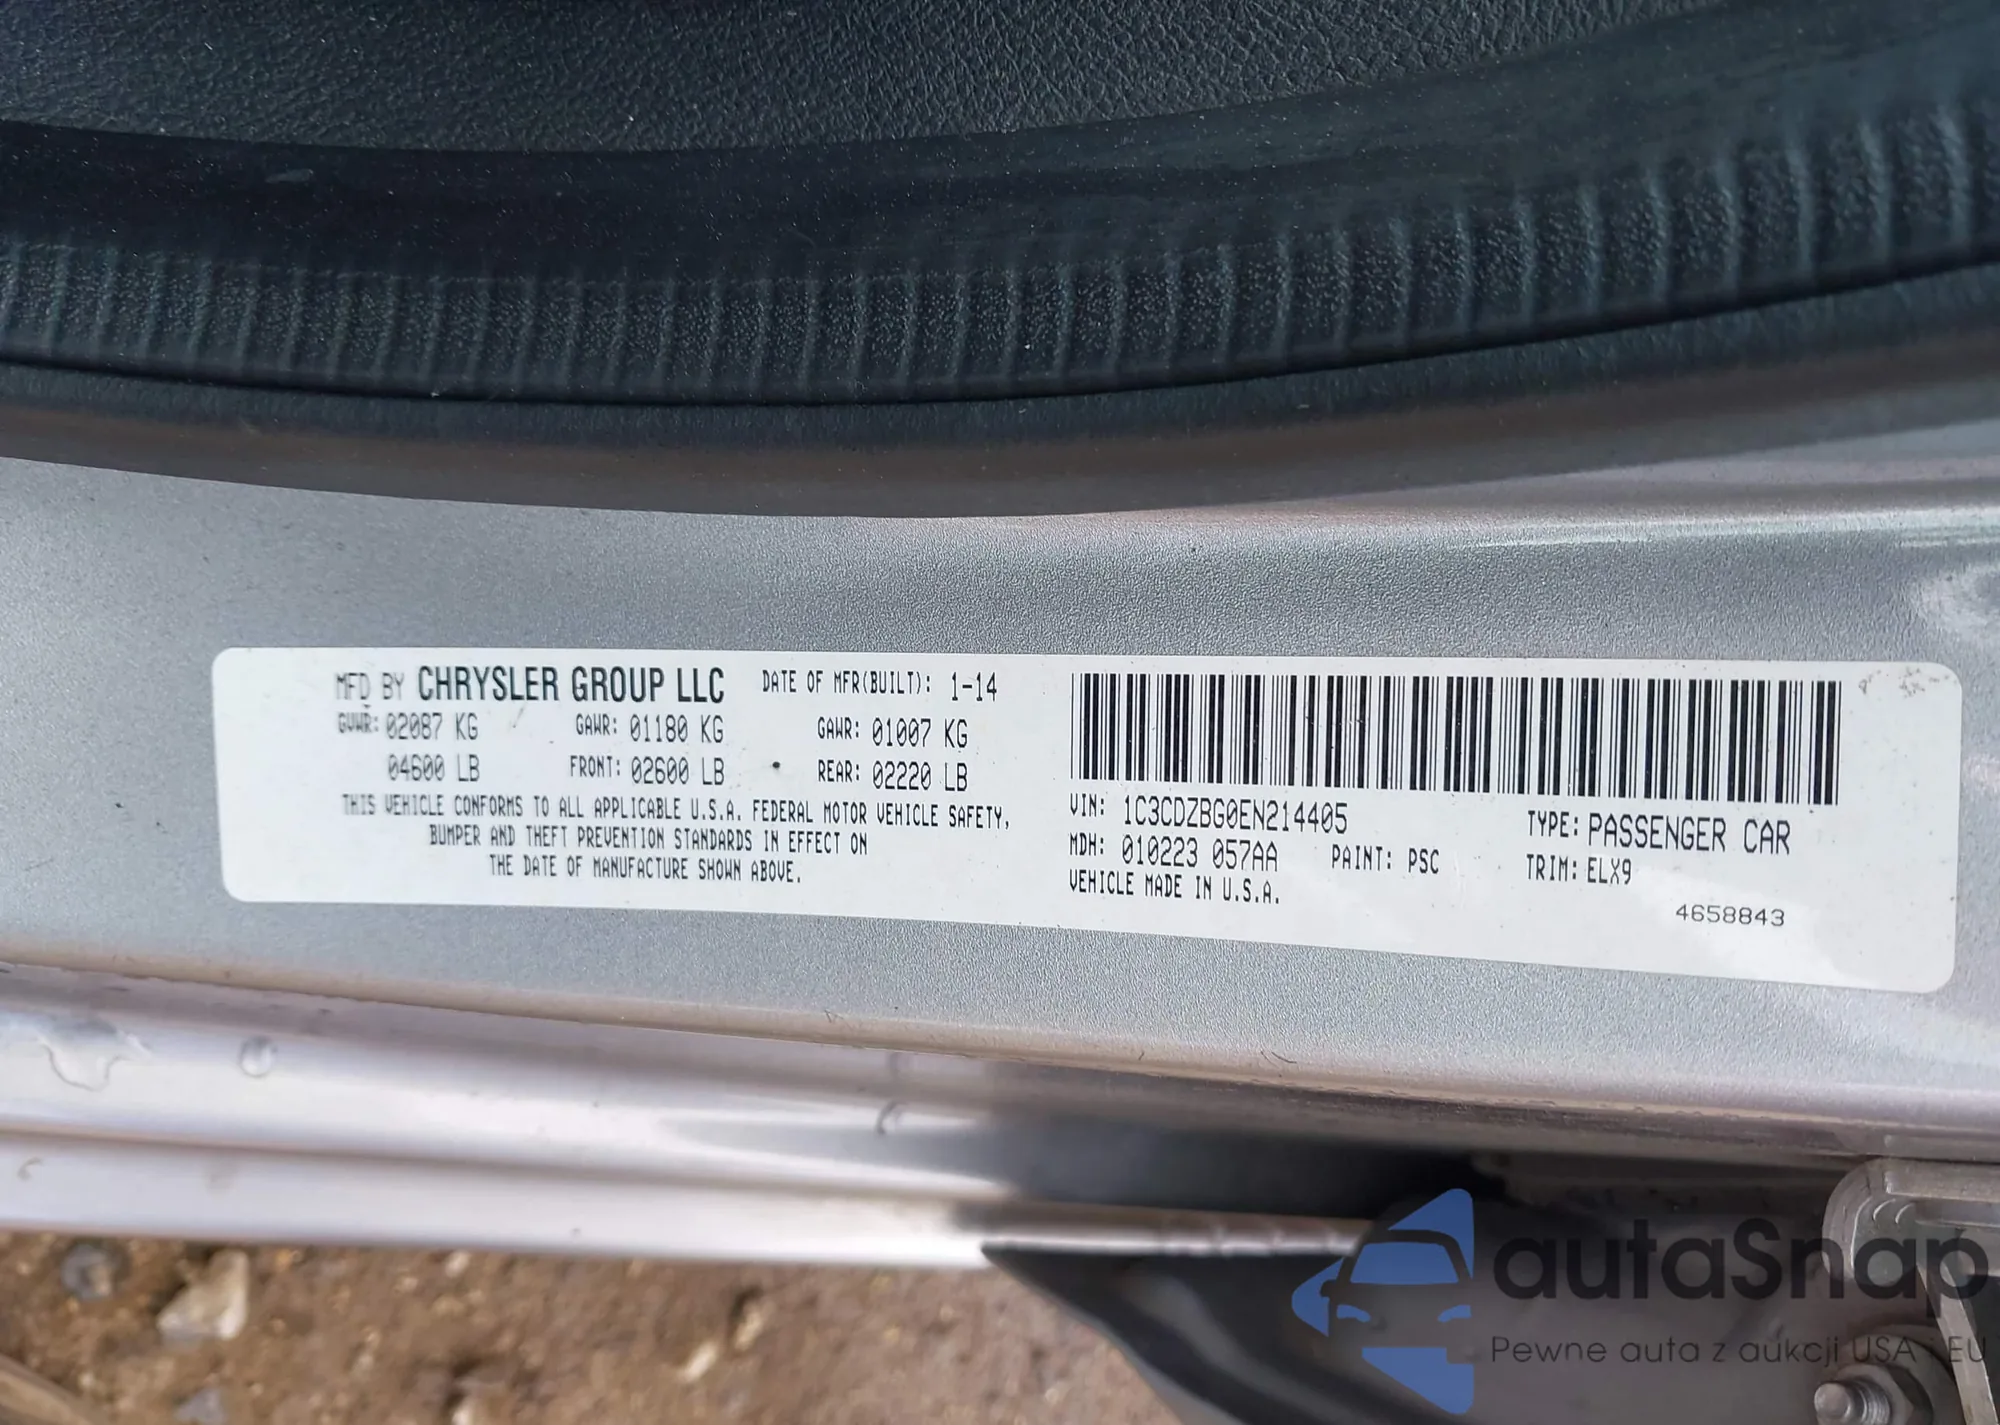 MFD BY CHRYSLER GROUP LLC DATE OF MFR(BUILT): 1-14
GVWR: 02087 KG GAWR: 01180 KG GAWR: 01007 KG
04600 LB FRONT: 02600 LB REAR: 02220 LB
THIS VEHICLE CONFORMS TO ALL APPLICABLE U.S.A. FEDERAL MOTOR VEHICLE SAFETY,
BUMPER AND THEFT PREVENTION STANDARDS IN EFFECT ON
THE DATE OF MANUFACTURE SHOWN ABOVE.
VIN: 1C3CDZBG0EN214405 TYPE: PASSENGER CAR
MDH: 010223 057AA PAINT: PSC TRIM: ELX9
VEHICLE MADE IN U.S.A.
4658843
autaSnap
Pewne auta z aukcji USA i EU